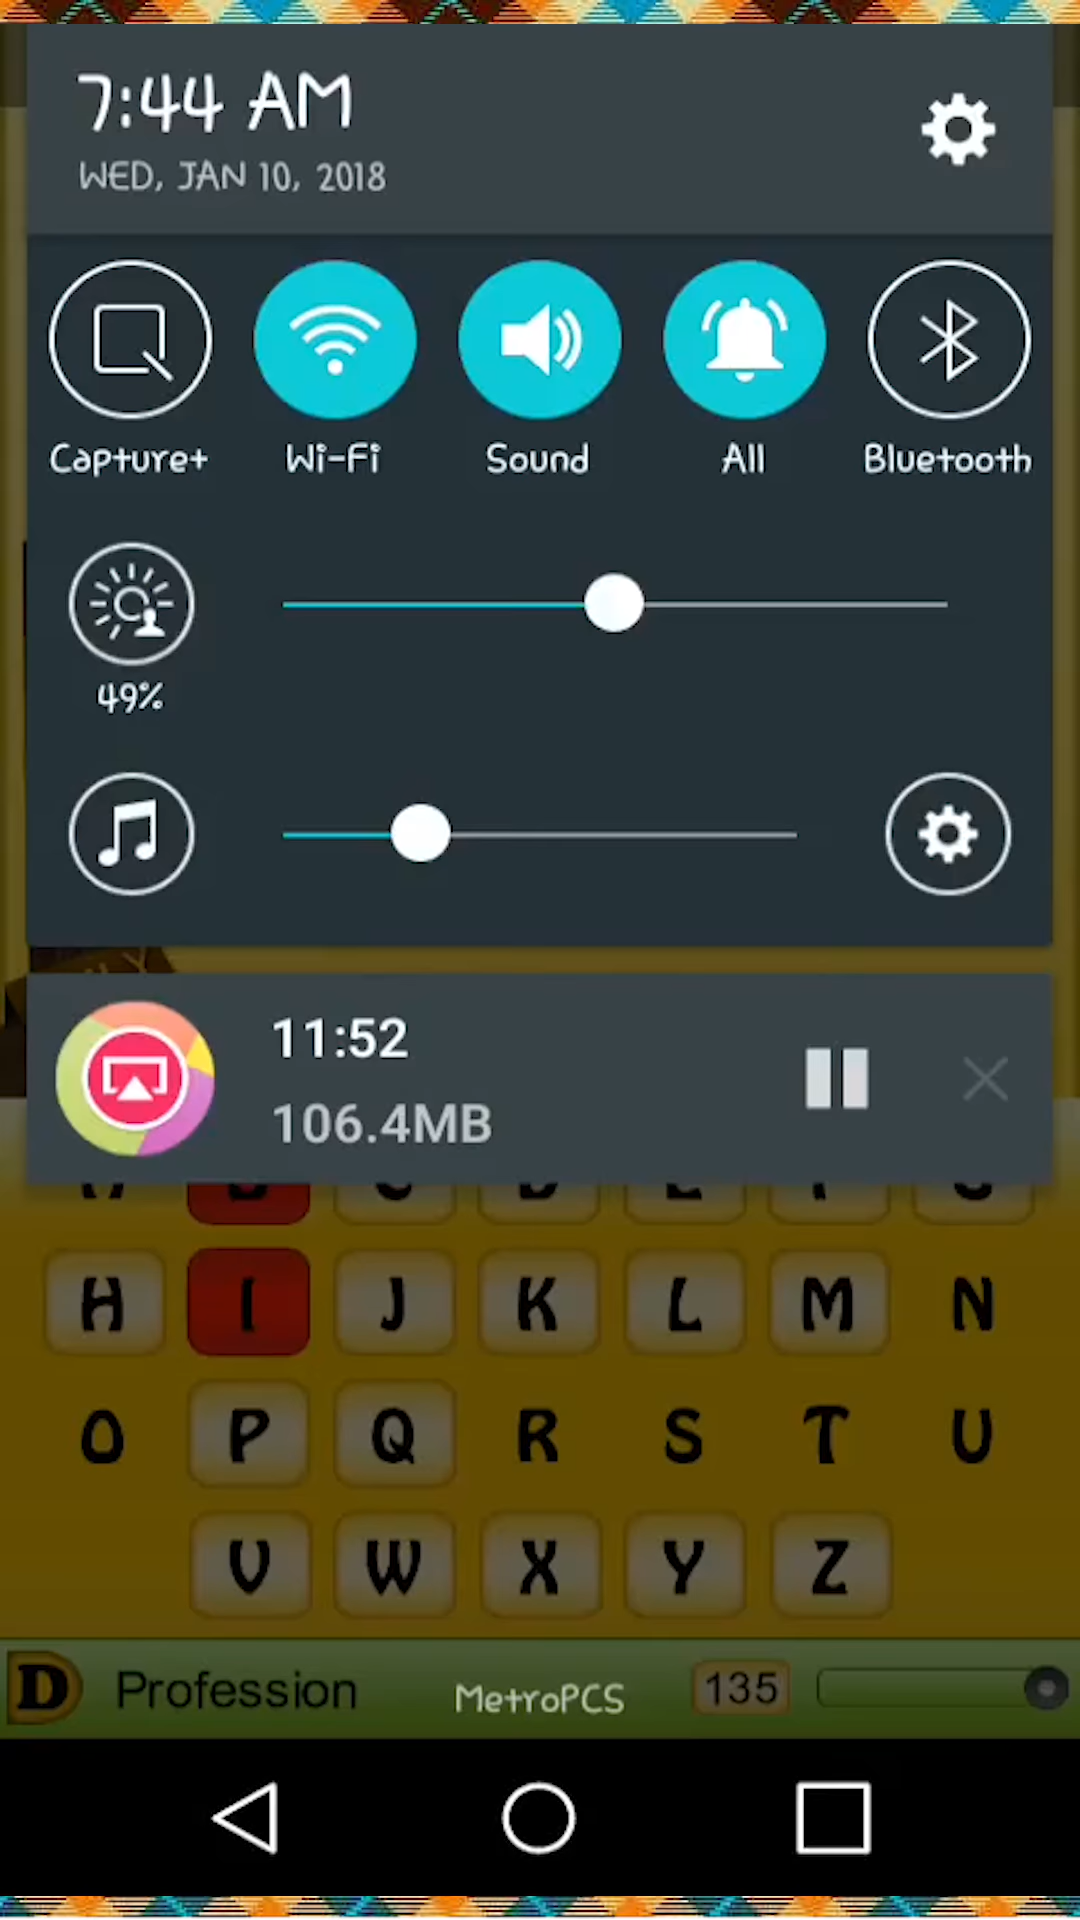 7:44 AM
WED, JAN 10, 2018
Capture+ Wi-Fi Sound All Bluetooth
49%
11:52
106.4MB
H I J K L M N
O P Q R S T U
V W X Y Z
D Profession MetroPCS 135